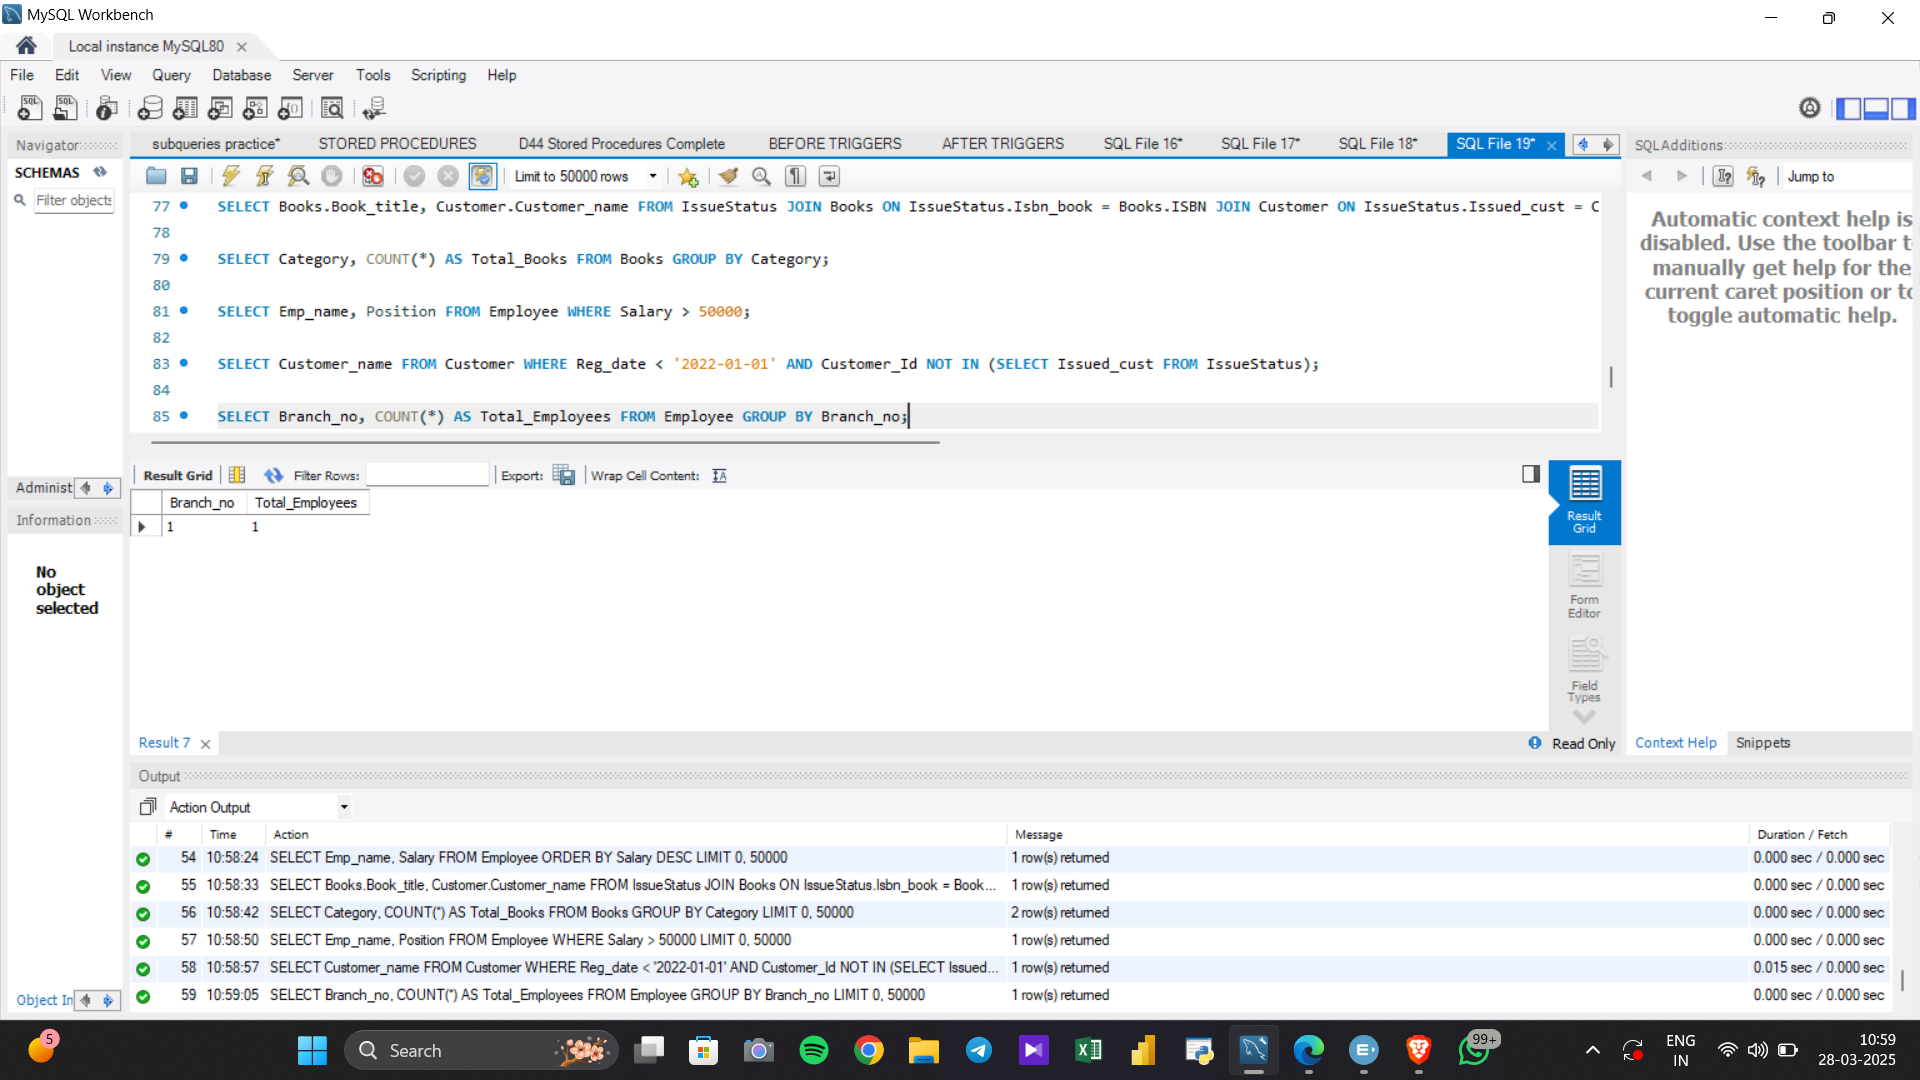 MySQL Workbench
Local instance MySQL80
File Edit View Query Database Server Tools Scripting Help
Navigator
SCHEMAS
Filter objects
subqueries practice* STORED PROCEDURES D44 Stored Procedures Complete BEFORE TRIGGERS AFTER TRIGGERS SQL File 16* SQL File 17* SQL File 18* SQL File 19*
Limit to 50000 rows
77 SELECT Books.Book_title, Customer.Customer_name FROM IssueStatus JOIN Books ON IssueStatus.Isbn_book = Books.ISBN JOIN Customer ON IssueStatus.Issued_cust = C
78
79 SELECT Category, COUNT(*) AS Total_Books FROM Books GROUP BY Category;
80
81 SELECT Emp_name, Position FROM Employee WHERE Salary > 50000;
82
83 SELECT Customer_name FROM Customer WHERE Reg_date < '2022-01-01' AND Customer_Id NOT IN (SELECT Issued_cust FROM IssueStatus);
84
85 SELECT Branch_no, COUNT(*) AS Total_Employees FROM Employee GROUP BY Branch_no;
SQLAdditions
Jump to
Automatic context help is
disabled. Use the toolbar t
manually get help for the
current caret position or to
toggle automatic help.
Administ
Information
No
object
selected
Object In
Result Grid Filter Rows: Export: Wrap Cell Content:
Branch_no Total_Employees
1 1
Result
Grid
Form
Editor
Field
Types
Result 7
Read Only
Context Help Snippets
Output
Action Output
# Time Action Message Duration / Fetch
54 10:58:24 SELECT Emp_name, Salary FROM Employee ORDER BY Salary DESC LIMIT 0, 50000 1 row(s) returned 0.000 sec / 0.000 sec
55 10:58:33 SELECT Books.Book_title, Customer.Customer_name FROM IssueStatus JOIN Books ON IssueStatus.Isbn_book = Book... 1 row(s) returned 0.000 sec / 0.000 sec
56 10:58:42 SELECT Category, COUNT(*) AS Total_Books FROM Books GROUP BY Category LIMIT 0, 50000 2 row(s) returned 0.000 sec / 0.000 sec
57 10:58:50 SELECT Emp_name, Position FROM Employee WHERE Salary > 50000 LIMIT 0, 50000 1 row(s) returned 0.000 sec / 0.000 sec
58 10:58:57 SELECT Customer_name FROM Customer WHERE Reg_date < '2022-01-01' AND Customer_Id NOT IN (SELECT Issued... 1 row(s) returned 0.015 sec / 0.000 sec
59 10:59:05 SELECT Branch_no, COUNT(*) AS Total_Employees FROM Employee GROUP BY Branch_no LIMIT 0, 50000 1 row(s) returned 0.000 sec / 0.000 sec
5
Search
99+
ENG
IN
10:59
28-03-2025